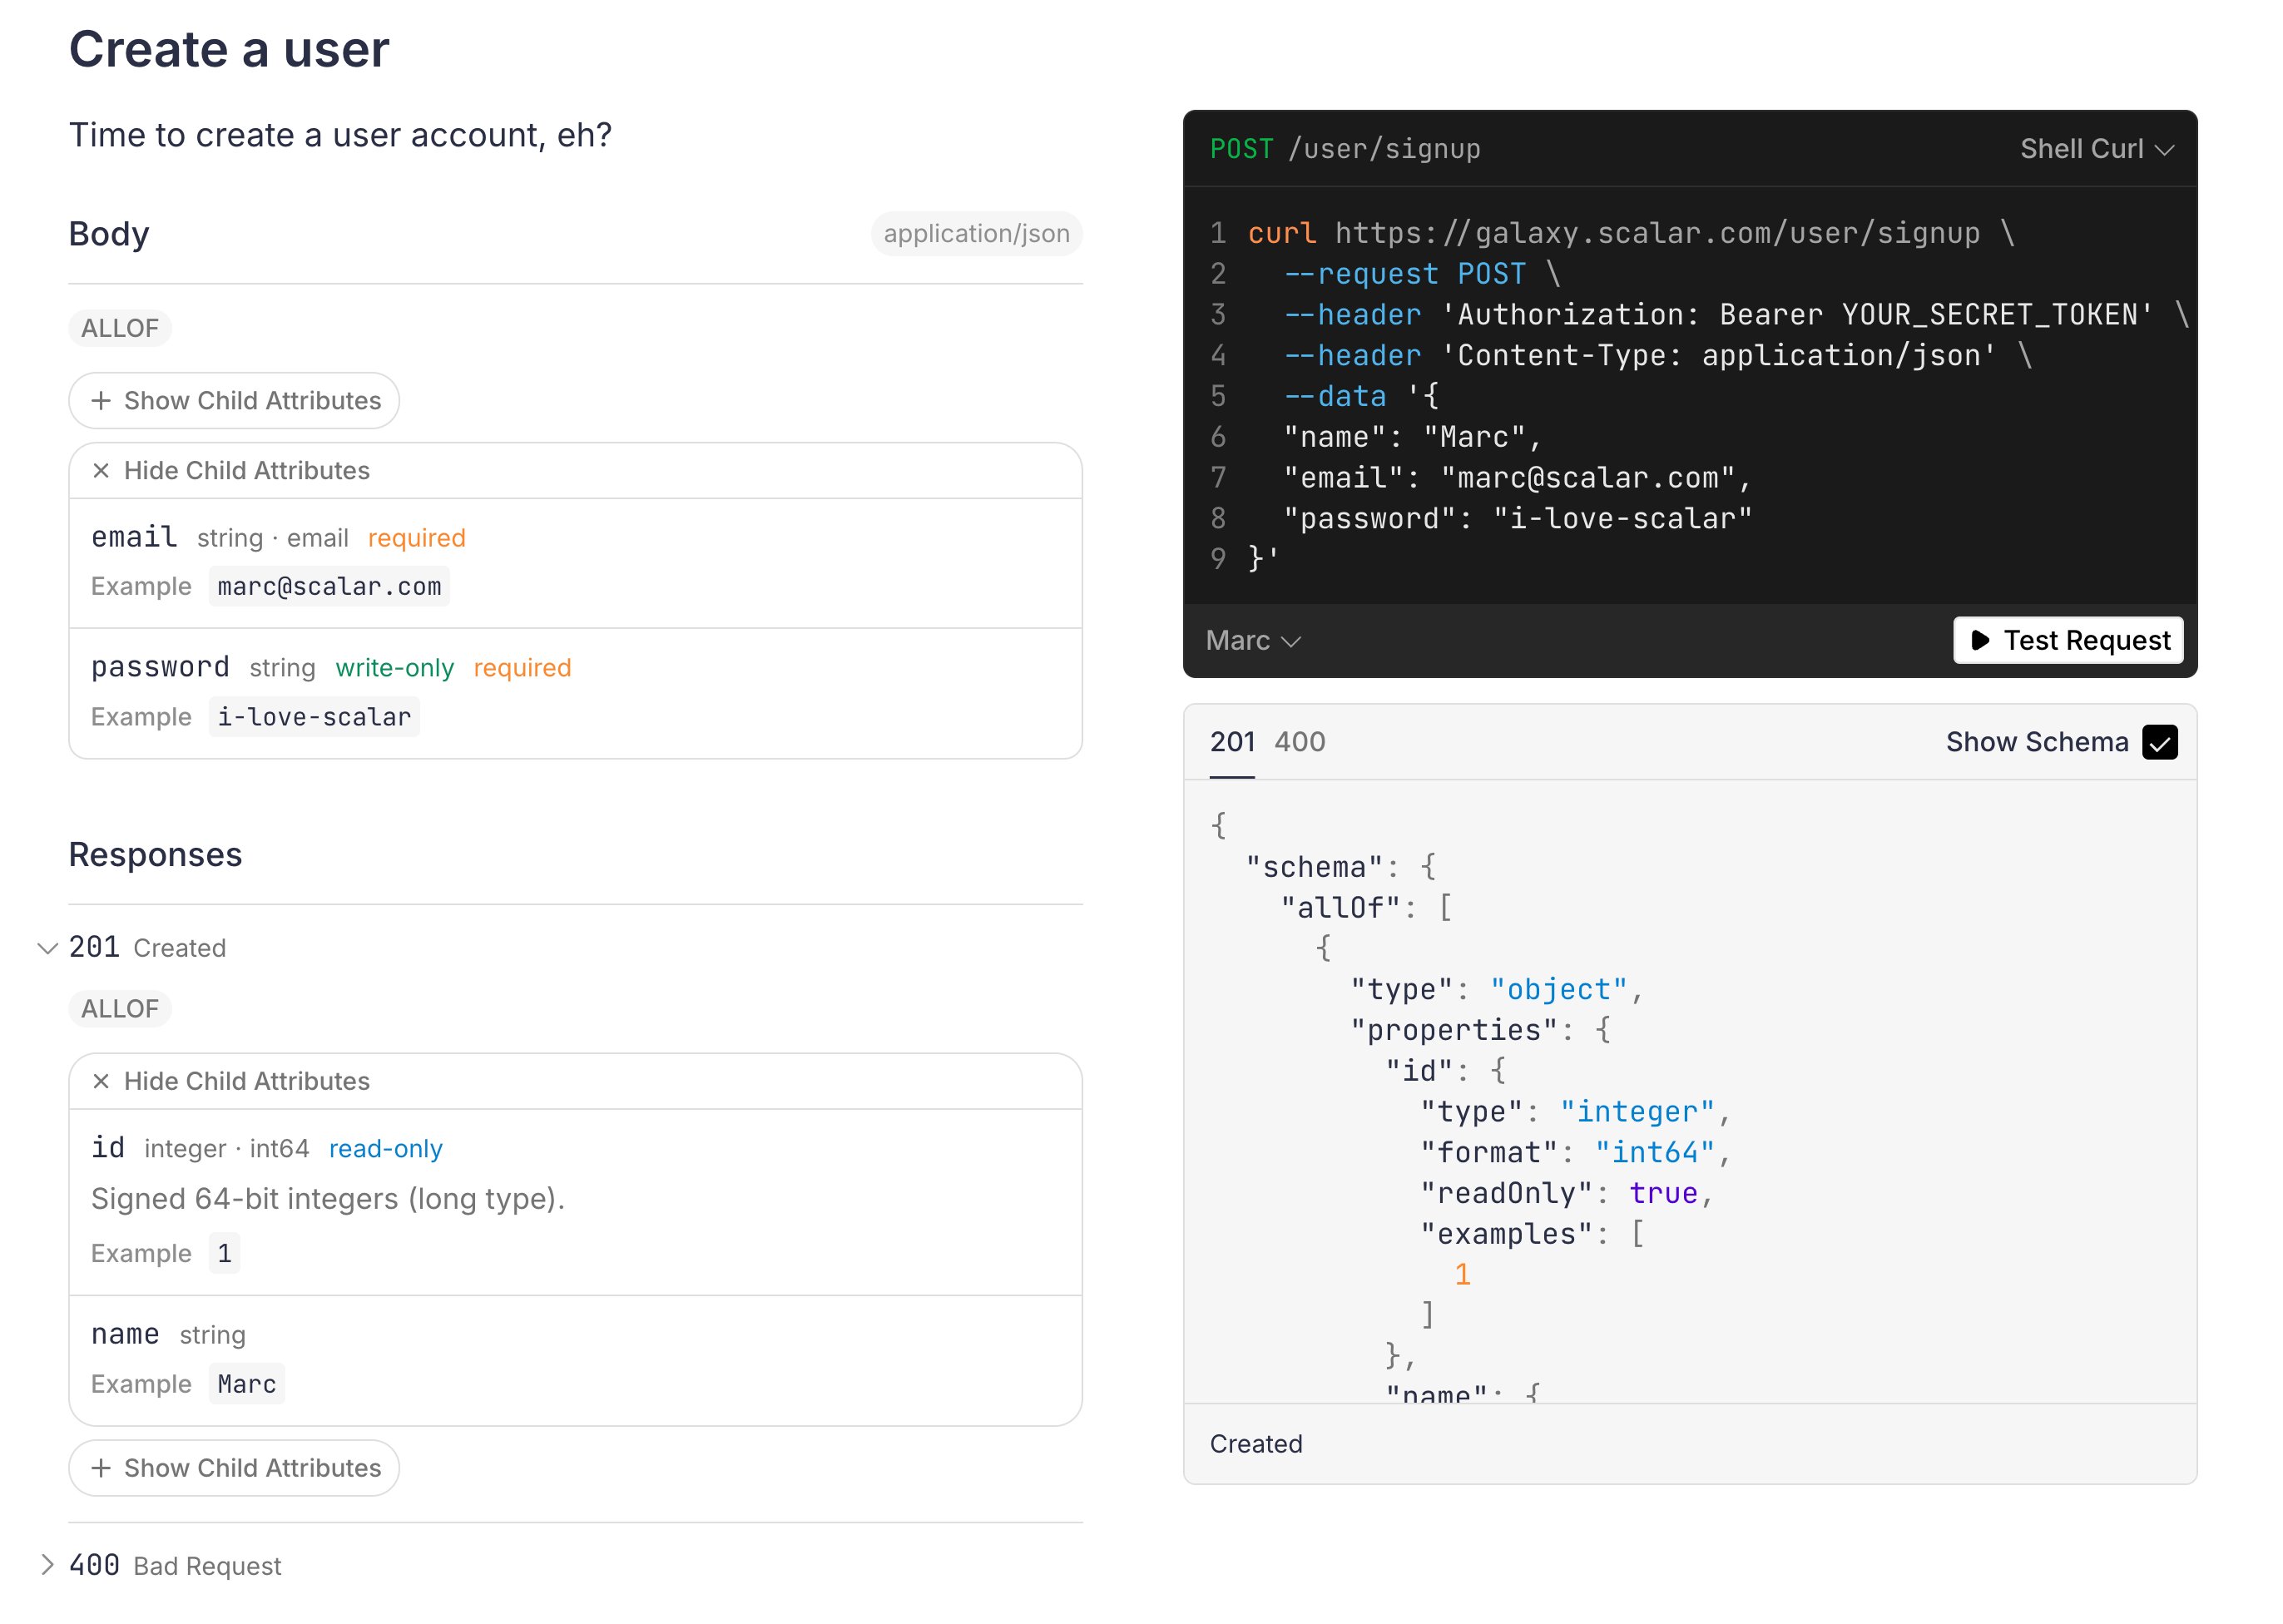 Create a user
Time to create a user account, eh?
Body
application/json
ALLOF
Show Child Attributes
Hide Child Attributes
email string · email required
Example marc@scalar.com
password string write-only required
Example i-love-scalar
Responses
201 Created
ALLOF
Hide Child Attributes
id integer · int64 read-only
Signed 64-bit integers (long type).
Example 1
name string
Example Marc
Show Child Attributes
400 Bad Request
POST /user/signup
Shell Curl
1 curl https://galaxy.scalar.com/user/signup \
2 --request POST \
3 --header 'Authorization: Bearer YOUR_SECRET_TOKEN' \
4 --header 'Content-Type: application/json' \
5 --data '{
6 "name": "Marc",
7 "email": "marc@scalar.com",
8 "password": "i-love-scalar"
9 }'
Marc
Test Request
201 400
Show Schema
{
"schema": {
"allOf": [
{
"type": "object",
"properties": {
"id": {
"type": "integer",
"format": "int64",
"readOnly": true,
"examples": [
1
]
},
"name": {
Created